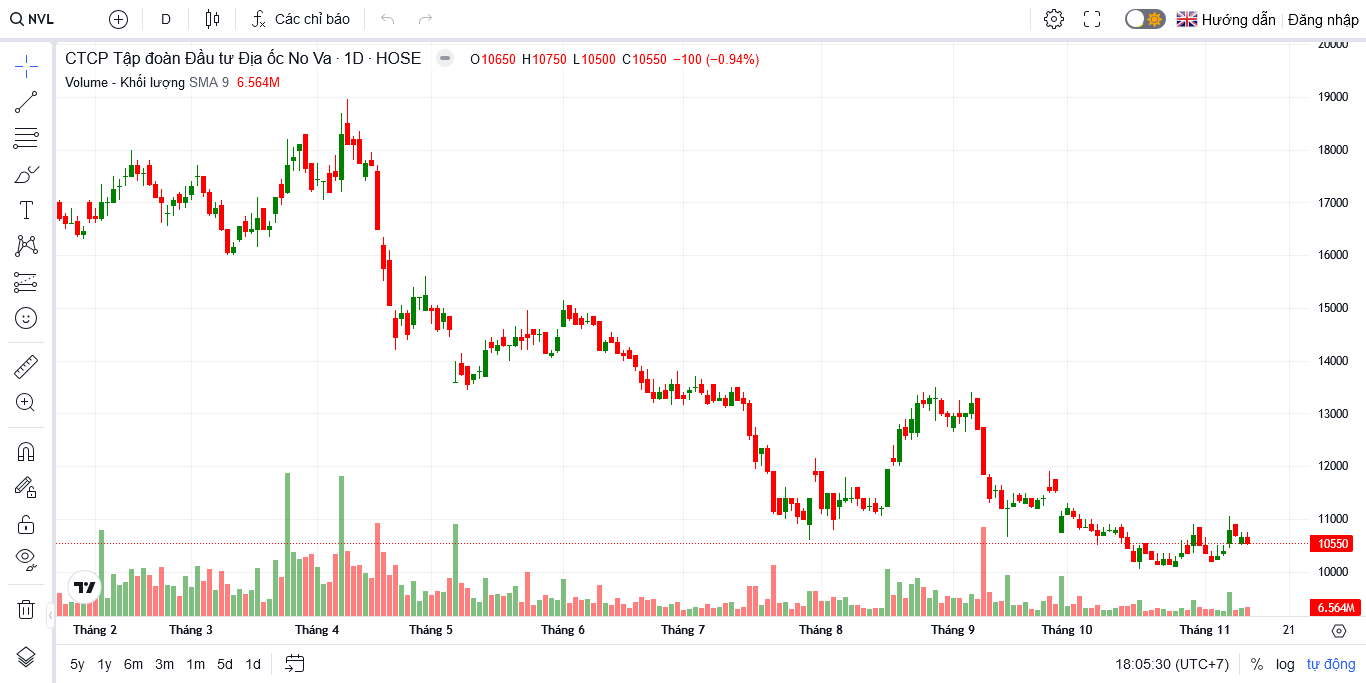 NVL D Các chỉ báo Hướng dẫn Đăng nhập
CTCP Tập đoàn Đầu tư Địa ốc No Va · 1D · HOSE O10650 H10750 L10500 C10550 −100 (−0.94%)
Volume - Khối lượng SMA 9 6.564M
20000
19000
18000
17000
16000
15000
14000
13000
12000
11000
10550
10000
6.564M
Tháng 2 Tháng 3 Tháng 4 Tháng 5 Tháng 6 Tháng 7 Tháng 8 Tháng 9 Tháng 10 Tháng 11 21
5y 1y 6m 3m 1m 5d 1d 18:05:30 (UTC+7) % log tự động